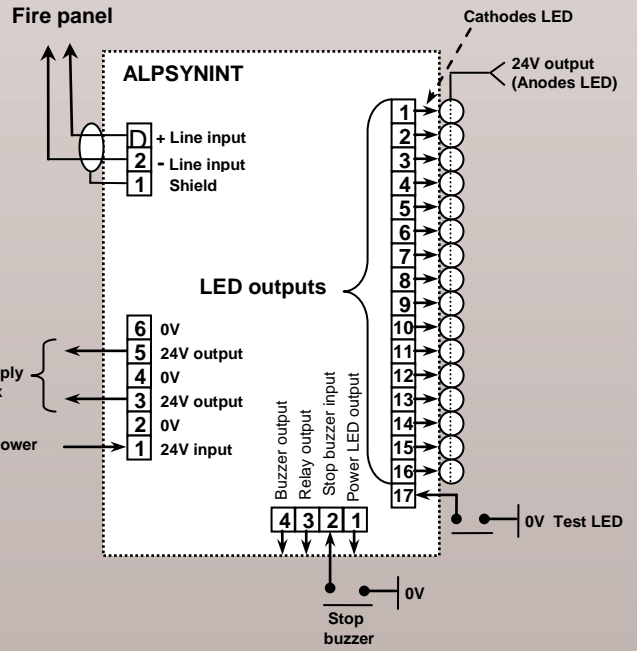 Fire panel
Cathodes LED
24V output
(Anodes LED)
ALPSYNINT
D + Line input
2 - Line input
1 Shield
LED outputs
1
2
3
4
5
6
7
8
9
10
11
12
13
14
15
16
17
6 0V
5 24V output
4 0V
3 24V output
2 0V
1 24V input
Buzzer output
Relay output
Stop buzzer input
Power LED output
4 3 2 1
0V Test LED
0V
Stop
buzzer